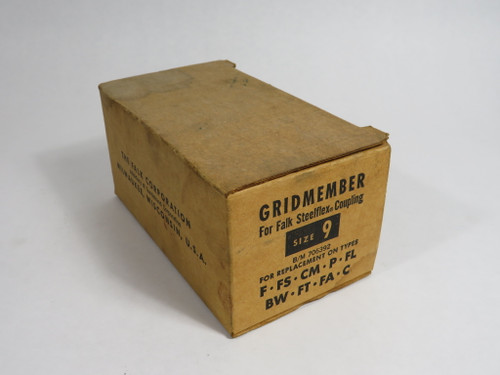 GRIDMEMBER
For Falk Steelflex Coupling
SIZE 9
B/M 706392
FOR REPLACEMENT ON TYPES
F·FS·CM·P·FL
BW·FT·FA·C
THE FALK CORPORATION
MILWAUKEE, WISCONSIN, U.S.A.